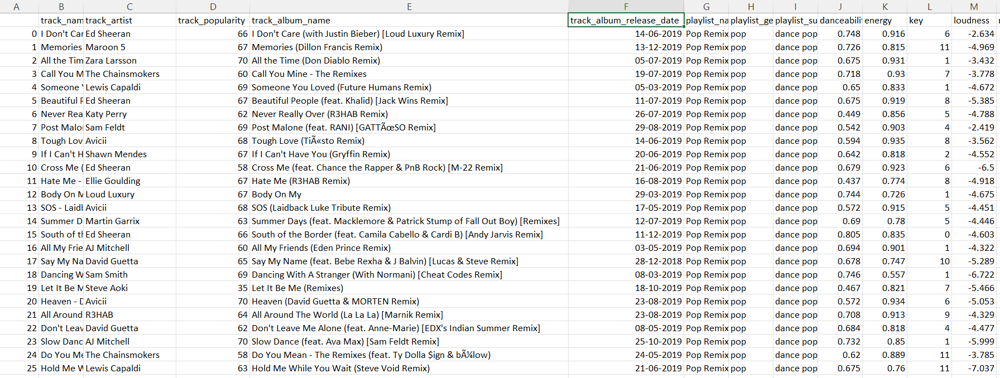 A B C D E F G H I J K L M
track_nam track_artist track_popularity track_album_name track_album_release_date playlist_na playlist_ge playlist_su danceabili energy key loudness
0 I Don't Car Ed Sheeran 66 I Don't Care (with Justin Bieber) [Loud Luxury Remix] 14-06-2019 Pop Remix pop dance pop 0.748 0.916 6 -2.634
1 Memories Maroon 5 67 Memories (Dillon Francis Remix) 13-12-2019 Pop Remix pop dance pop 0.726 0.815 11 -4.969
2 All the Tim Zara Larsson 70 All the Time (Don Diablo Remix) 05-07-2019 Pop Remix pop dance pop 0.675 0.931 1 -3.432
3 Call You M The Chainsmokers 60 Call You Mine - The Remixes 19-07-2019 Pop Remix pop dance pop 0.718 0.93 7 -3.778
4 Someone Y Lewis Capaldi 69 Someone You Loved (Future Humans Remix) 05-03-2019 Pop Remix pop dance pop 0.65 0.833 1 -4.672
5 Beautiful P Ed Sheeran 67 Beautiful People (feat. Khalid) [Jack Wins Remix] 11-07-2019 Pop Remix pop dance pop 0.675 0.919 8 -5.385
6 Never Rea Katy Perry 62 Never Really Over (R3HAB Remix) 26-07-2019 Pop Remix pop dance pop 0.449 0.856 5 -4.788
7 Post Malo Sam Feldt 69 Post Malone (feat. RANI) [GATTÃœSO Remix] 29-08-2019 Pop Remix pop dance pop 0.542 0.903 4 -2.419
8 Tough Lov Avicii 68 Tough Love (TiÃ«sto Remix) 14-06-2019 Pop Remix pop dance pop 0.594 0.935 8 -3.562
9 If I Can't H Shawn Mendes 67 If I Can't Have You (Gryffin Remix) 20-06-2019 Pop Remix pop dance pop 0.642 0.818 2 -4.552
10 Cross Me ( Ed Sheeran 58 Cross Me (feat. Chance the Rapper & PnB Rock) [M-22 Remix] 21-06-2019 Pop Remix pop dance pop 0.679 0.923 6 -6.5
11 Hate Me - Ellie Goulding 67 Hate Me (R3HAB Remix) 16-08-2019 Pop Remix pop dance pop 0.437 0.774 8 -4.918
12 Body On M Loud Luxury 67 Body On My 29-03-2019 Pop Remix pop dance pop 0.744 0.726 1 -4.675
13 SOS - Laidb Avicii 68 SOS (Laidback Luke Tribute Remix) 17-05-2019 Pop Remix pop dance pop 0.572 0.915 5 -4.451
14 Summer D Martin Garrix 63 Summer Days (feat. Macklemore & Patrick Stump of Fall Out Boy) [Remixes] 12-07-2019 Pop Remix pop dance pop 0.69 0.78 5 -4.446
15 South of th Ed Sheeran 66 South of the Border (feat. Camila Cabello & Cardi B) [Andy Jarvis Remix] 11-12-2019 Pop Remix pop dance pop 0.805 0.835 0 -4.603
16 All My Frie AJ Mitchell 60 All My Friends (Eden Prince Remix) 03-05-2019 Pop Remix pop dance pop 0.694 0.901 1 -4.322
17 Say My Na David Guetta 65 Say My Name (feat. Bebe Rexha & J Balvin) [Lucas & Steve Remix] 28-12-2018 Pop Remix pop dance pop 0.678 0.747 10 -5.289
18 Dancing W Sam Smith 69 Dancing With A Stranger (With Normani) [Cheat Codes Remix] 08-03-2019 Pop Remix pop dance pop 0.746 0.557 1 -6.722
19 Let It Be M Steve Aoki 35 Let It Be Me (Remixes) 18-10-2019 Pop Remix pop dance pop 0.467 0.821 7 -5.466
20 Heaven - D Avicii 70 Heaven (David Guetta & MORTEN Remix) 23-08-2019 Pop Remix pop dance pop 0.572 0.934 6 -5.053
21 All Around R3HAB 64 All Around The World (La La La) [Marnik Remix] 23-08-2019 Pop Remix pop dance pop 0.708 0.913 9 -4.329
22 Don't Leav David Guetta 62 Don't Leave Me Alone (feat. Anne-Marie) [EDX's Indian Summer Remix] 08-05-2019 Pop Remix pop dance pop 0.684 0.818 4 -4.477
23 Slow Danc AJ Mitchell 70 Slow Dance (feat. Ava Max) [Sam Feldt Remix] 25-10-2019 Pop Remix pop dance pop 0.732 0.85 1 -5.999
24 Do You Me The Chainsmokers 58 Do You Mean - The Remixes (feat. Ty Dolla $ign & bÃ¼low) 24-05-2019 Pop Remix pop dance pop 0.62 0.889 11 -3.785
25 Hold Me W Lewis Capaldi 63 Hold Me While You Wait (Steve Void Remix) 21-06-2019 Pop Remix pop dance pop 0.675 0.76 11 -7.037